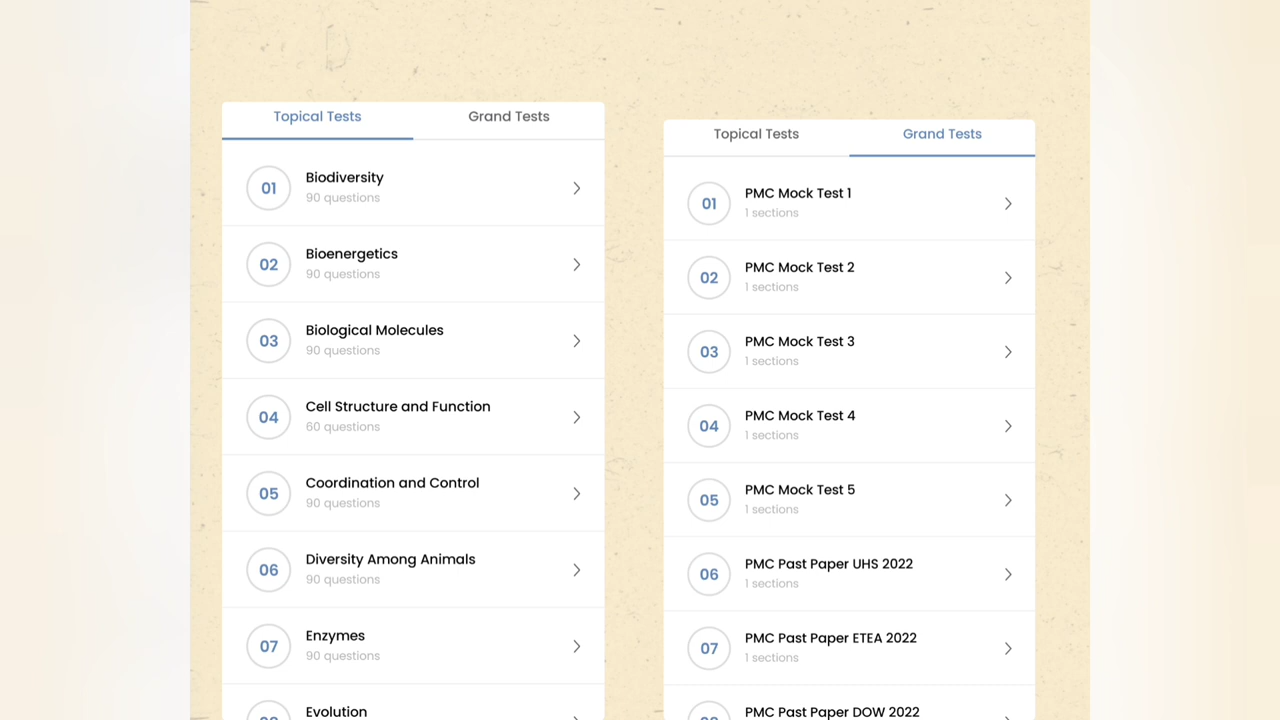 Topical Tests
Grand Tests
01
Biodiversity
90 questions
02
Bioenergetics
90 questions
03
Biological Molecules
90 questions
04
Cell Structure and Function
60 questions
05
Coordination and Control
90 questions
06
Diversity Among Animals
90 questions
07
Enzymes
90 questions
Evolution
Topical Tests
Grand Tests
01
PMC Mock Test 1
1 sections
02
PMC Mock Test 2
1 sections
03
PMC Mock Test 3
1 sections
04
PMC Mock Test 4
1 sections
05
PMC Mock Test 5
1 sections
06
PMC Past Paper UHS 2022
1 sections
07
PMC Past Paper ETEA 2022
1 sections
PMC Past Paper DOW 2022